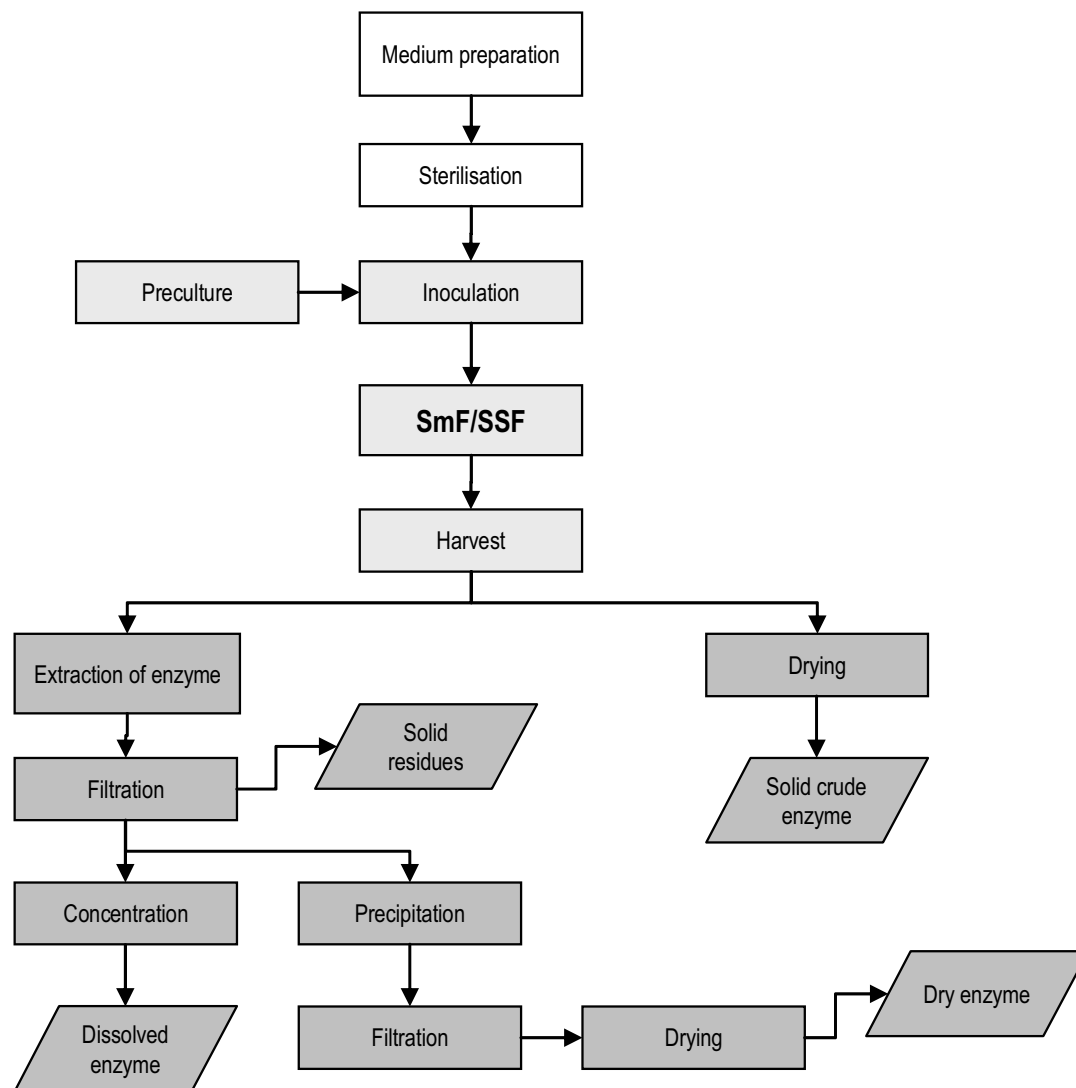 Medium preparation
Sterilisation
Preculture
Inoculation
SmF/SSF
Harvest
Extraction of enzyme
Drying
Solid
residues
Filtration
Solid crude
enzyme
Concentration
Precipitation
Dry enzyme
Dissolved
enzyme
Filtration
Drying